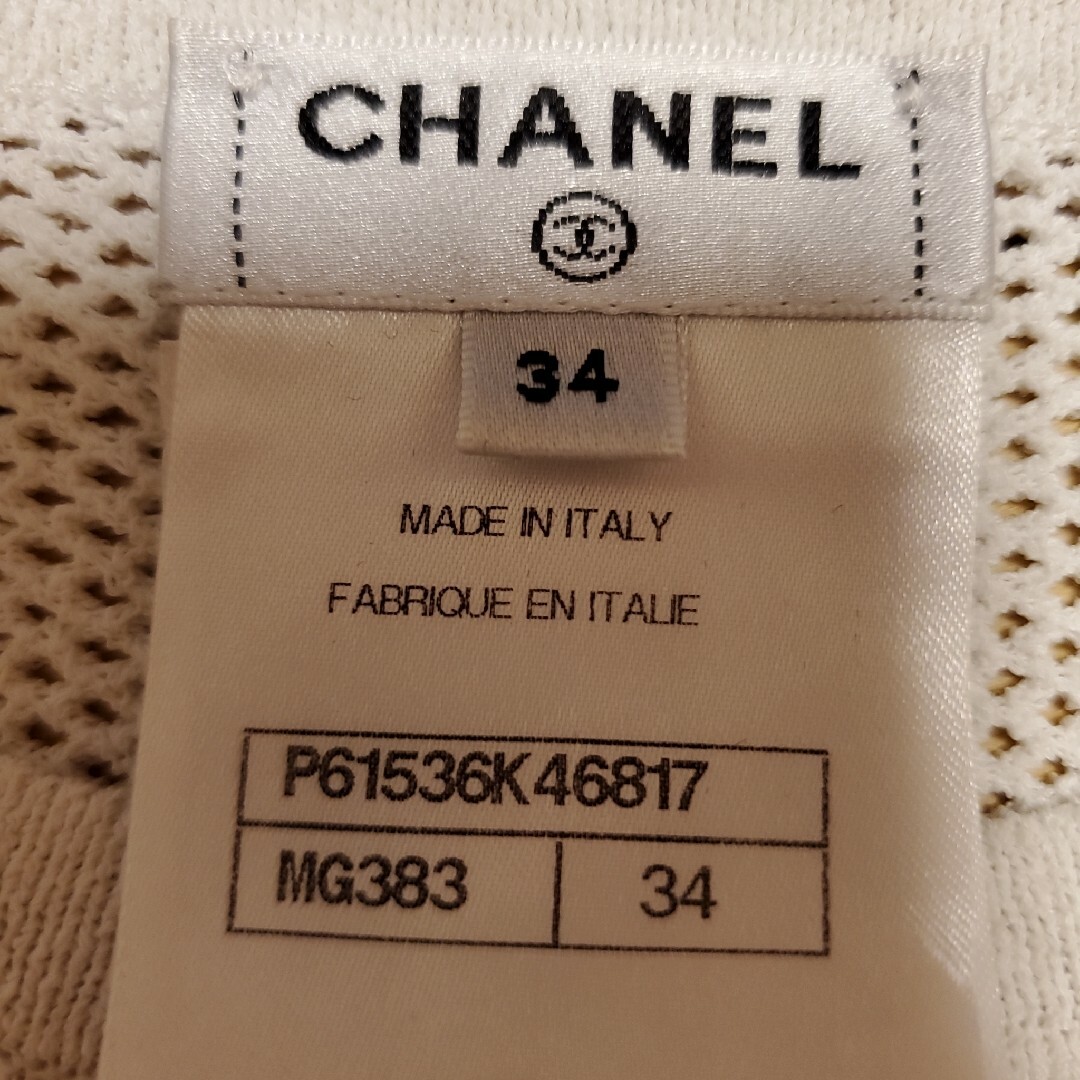 CHANEL
34
MADE IN ITALY
FABRIQUE EN ITALIE
P61536K46817
MG383 34